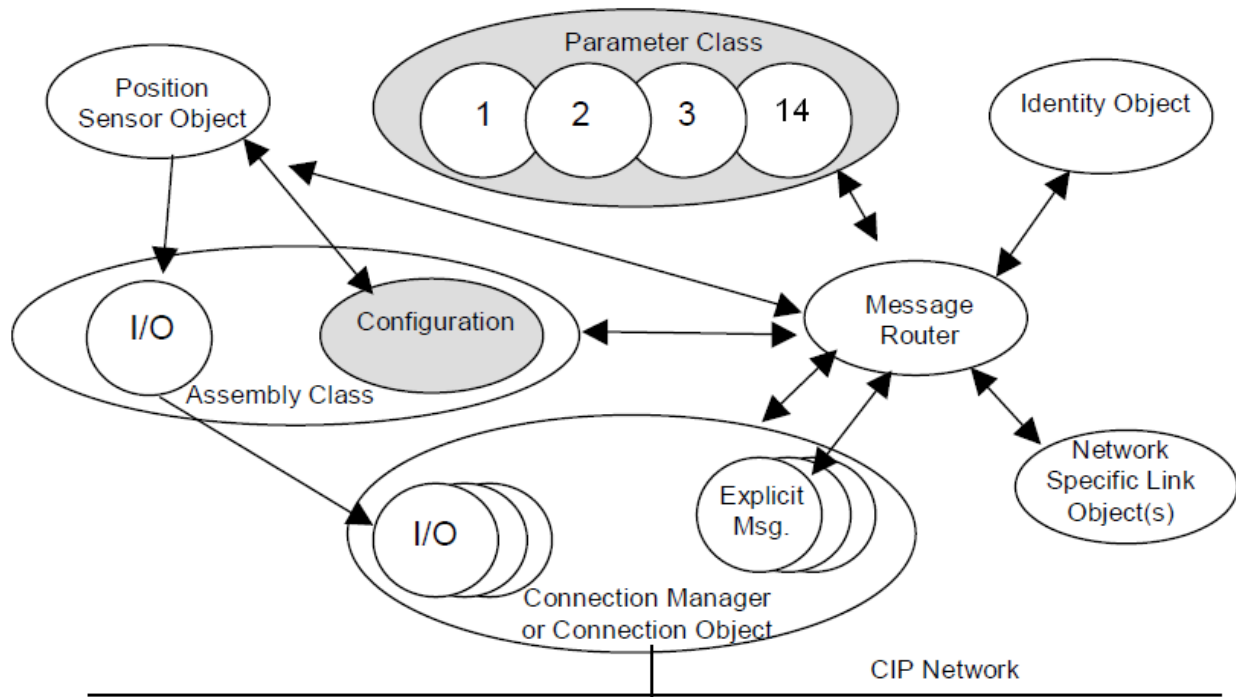 Parameter Class
1
2
3
14
Position
Sensor Object
Identity Object
I/O
Configuration
Assembly Class
Message
Router
I/O
Explicit
Msg.
Connection Manager
or Connection Object
Network
Specific Link
Object(s)
CIP Network